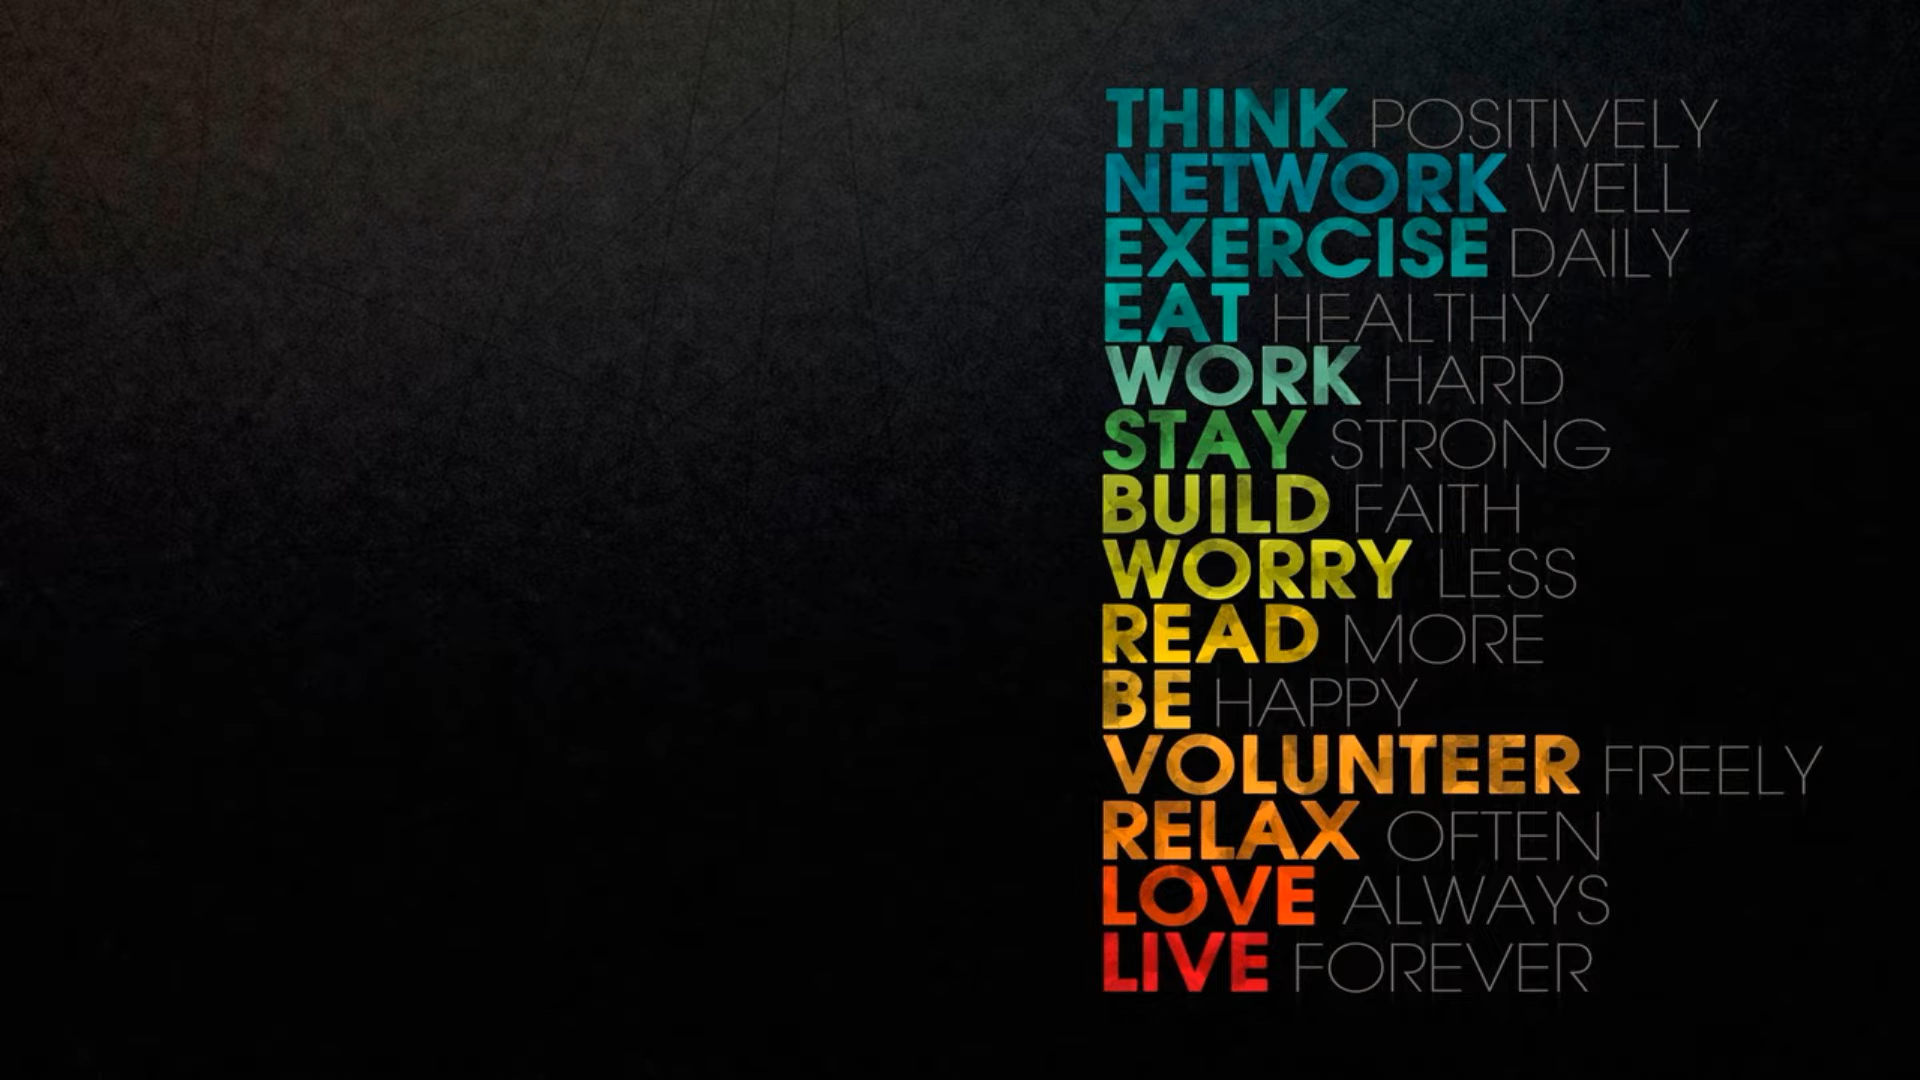 THINK POSITIVELY
NETWORK WELL
EXERCISE DAILY
EAT HEALTHY
WORK HARD
STAY STRONG
BUILD FAITH
WORRY LESS
READ MORE
BE HAPPY
VOLUNTEER FREELY
RELAX OFTEN
LOVE ALWAYS
LIVE FOREVER